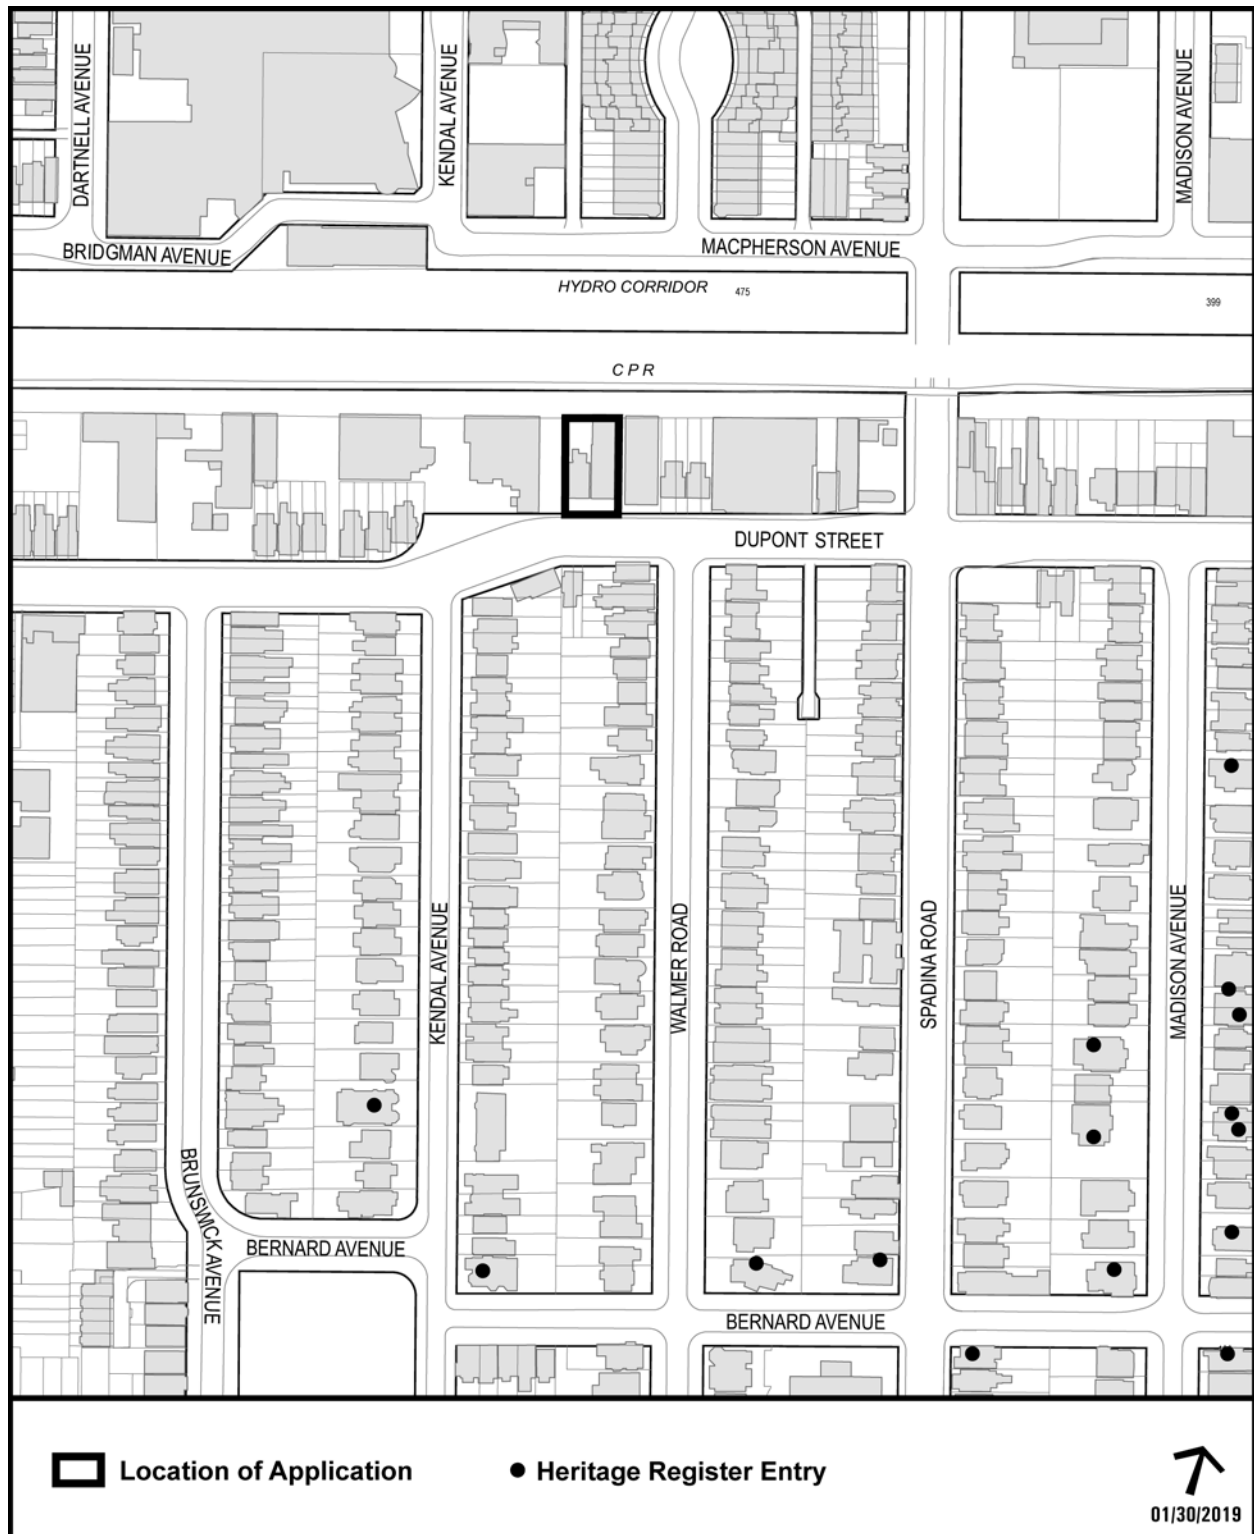 DARTNELL AVENUE
KENDAL AVENUE
MADISON AVENUE
BRIDGMAN AVENUE
MACPHERSON AVENUE
HYDRO CORRIDOR
475
399
C P R
DUPONT STREET
KENDAL AVENUE
WALMER ROAD
SPADINA ROAD
MADISON AVENUE
BRUNSWICK AVENUE
BERNARD AVENUE
BERNARD AVENUE
Location of Application
Heritage Register Entry
01/30/2019